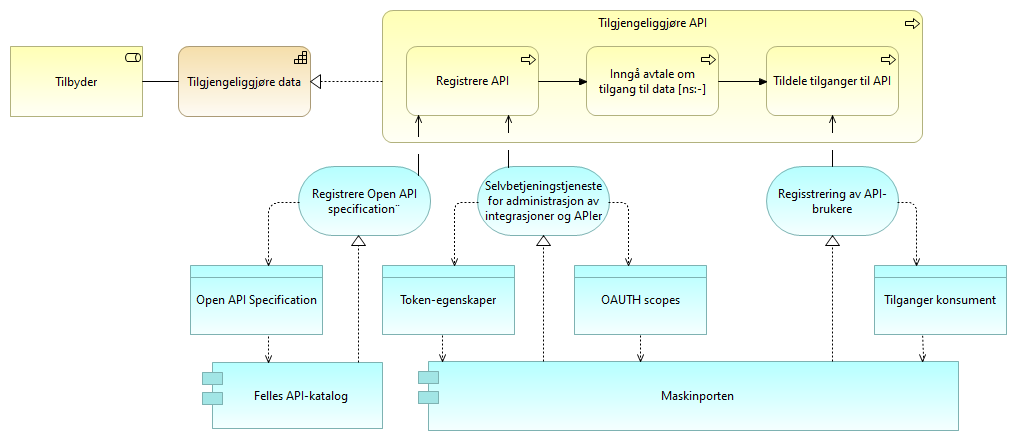 Tilgjengeliggjøre API
Tilbyder
Tilgjengeliggjøre data
Registrere API
Inngå avtale om
tilgang til data [ns:-]
Tildele tilganger til API
Registrere Open API
specification¨
Selvbetjeningstjeneste
for administrasjon av
integrasjoner og APIer
Regisstrering av API-
brukere
Open API Specification
Token-egenskaper
OAUTH scopes
Tilganger konsument
Felles API-katalog
Maskinporten